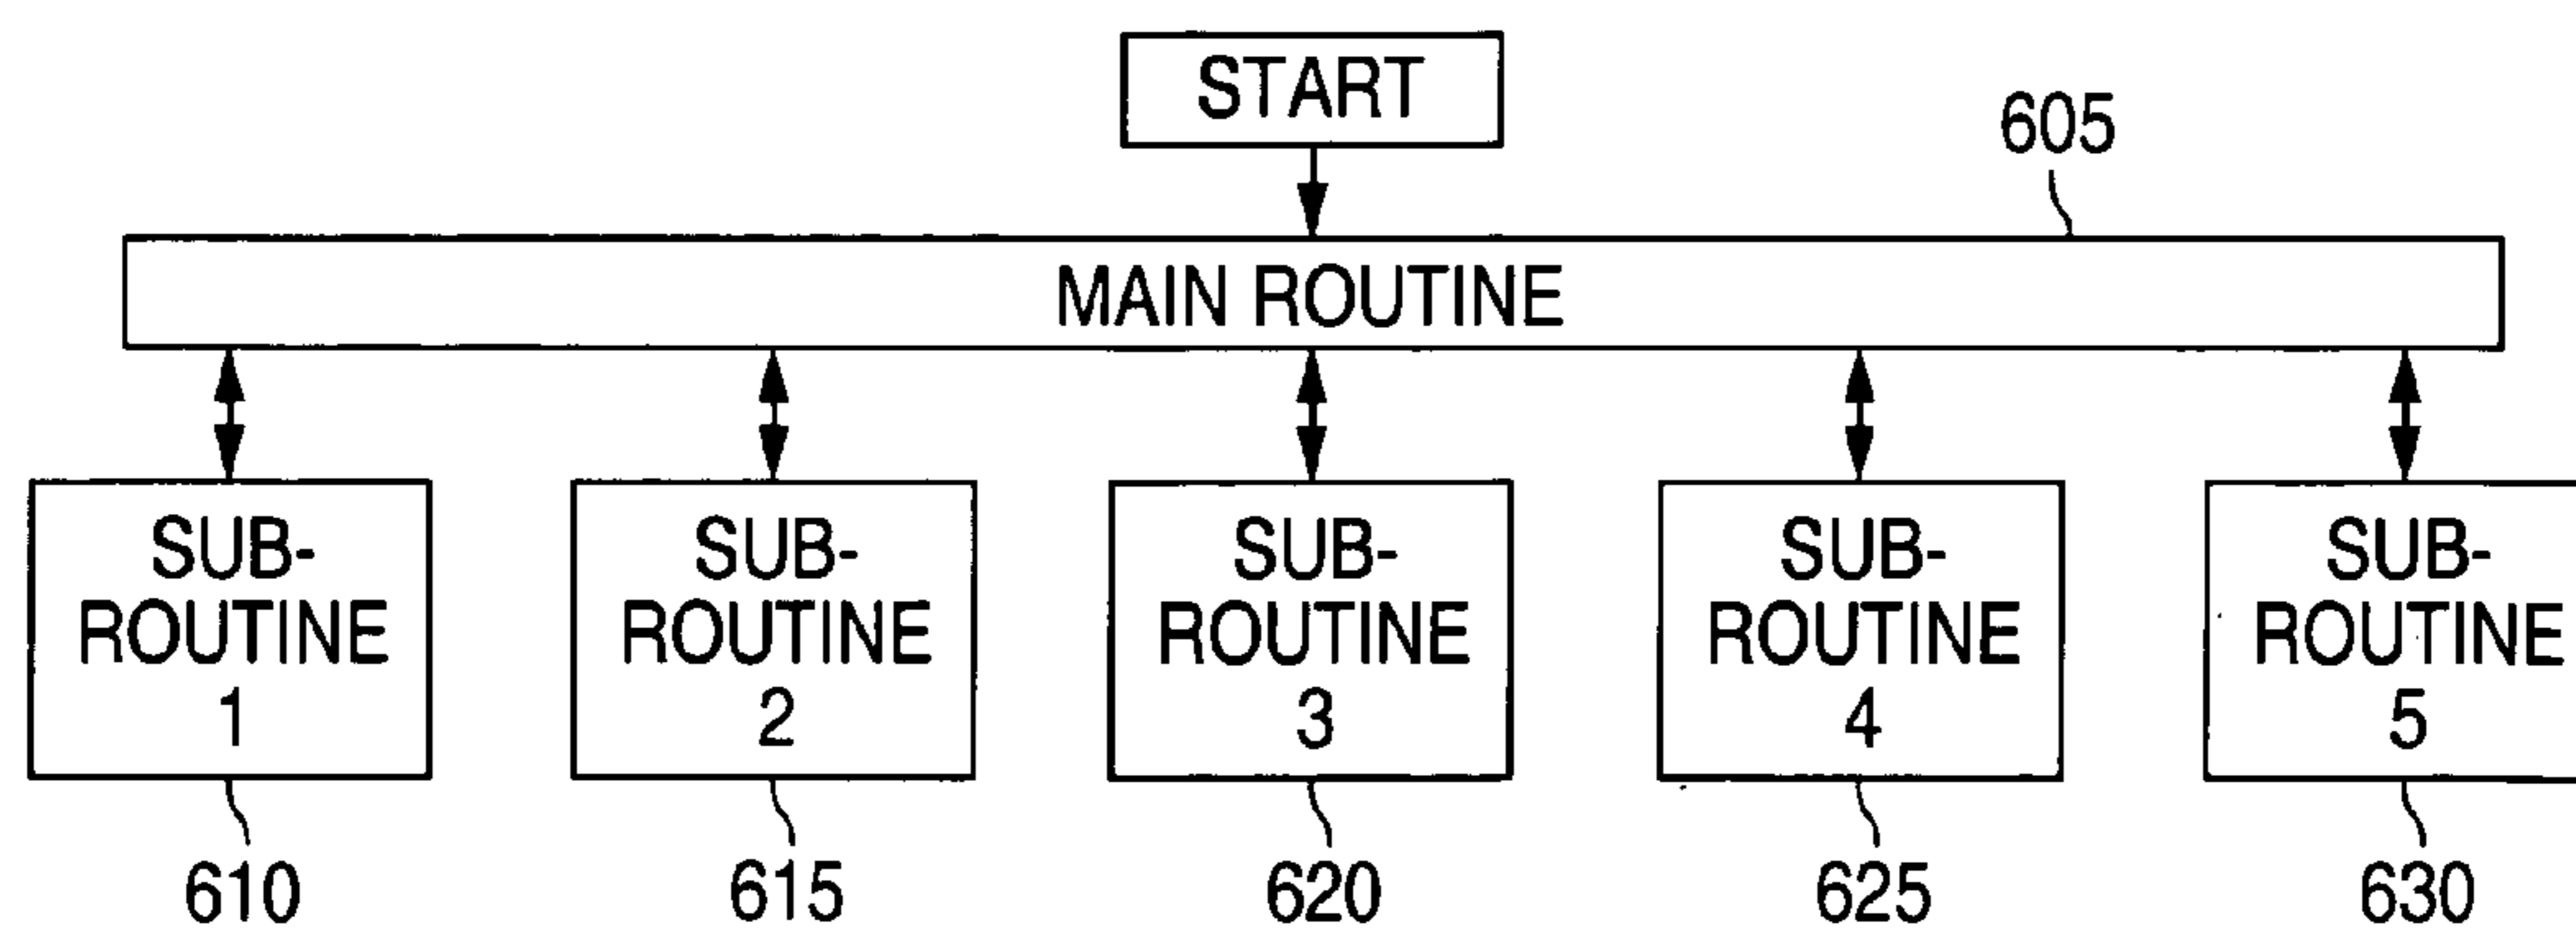 START
605
MAIN ROUTINE
SUB-
ROUTINE
1
SUB-
ROUTINE
2
SUB-
ROUTINE
3
SUB-
ROUTINE
4
SUB-
ROUTINE
5
610
615
620
625
630